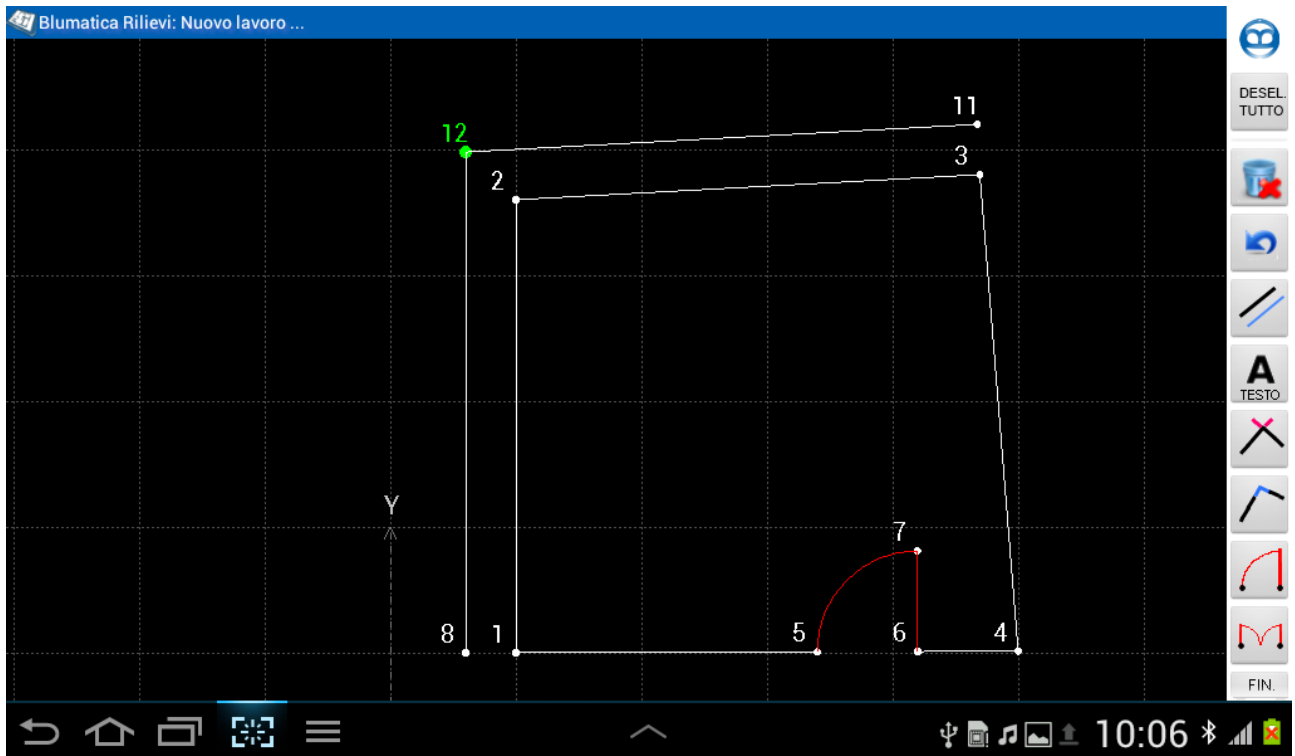 Blumatica Rilievi: Nuovo lavoro ...
DESEL.
TUTTO
11
12
3
2
A
TESTO
Y
7
8
1
5
6
4
FIN.
10:06